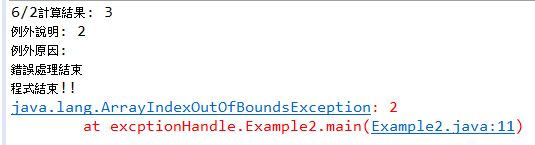 6/2計算結果: 3
例外說明: 2
例外原因:
錯誤處理結束
程式結束!!
java.lang.ArrayIndexOutOfBoundsException: 2
at excptionHandle.Example2.main(Example2.java:11)